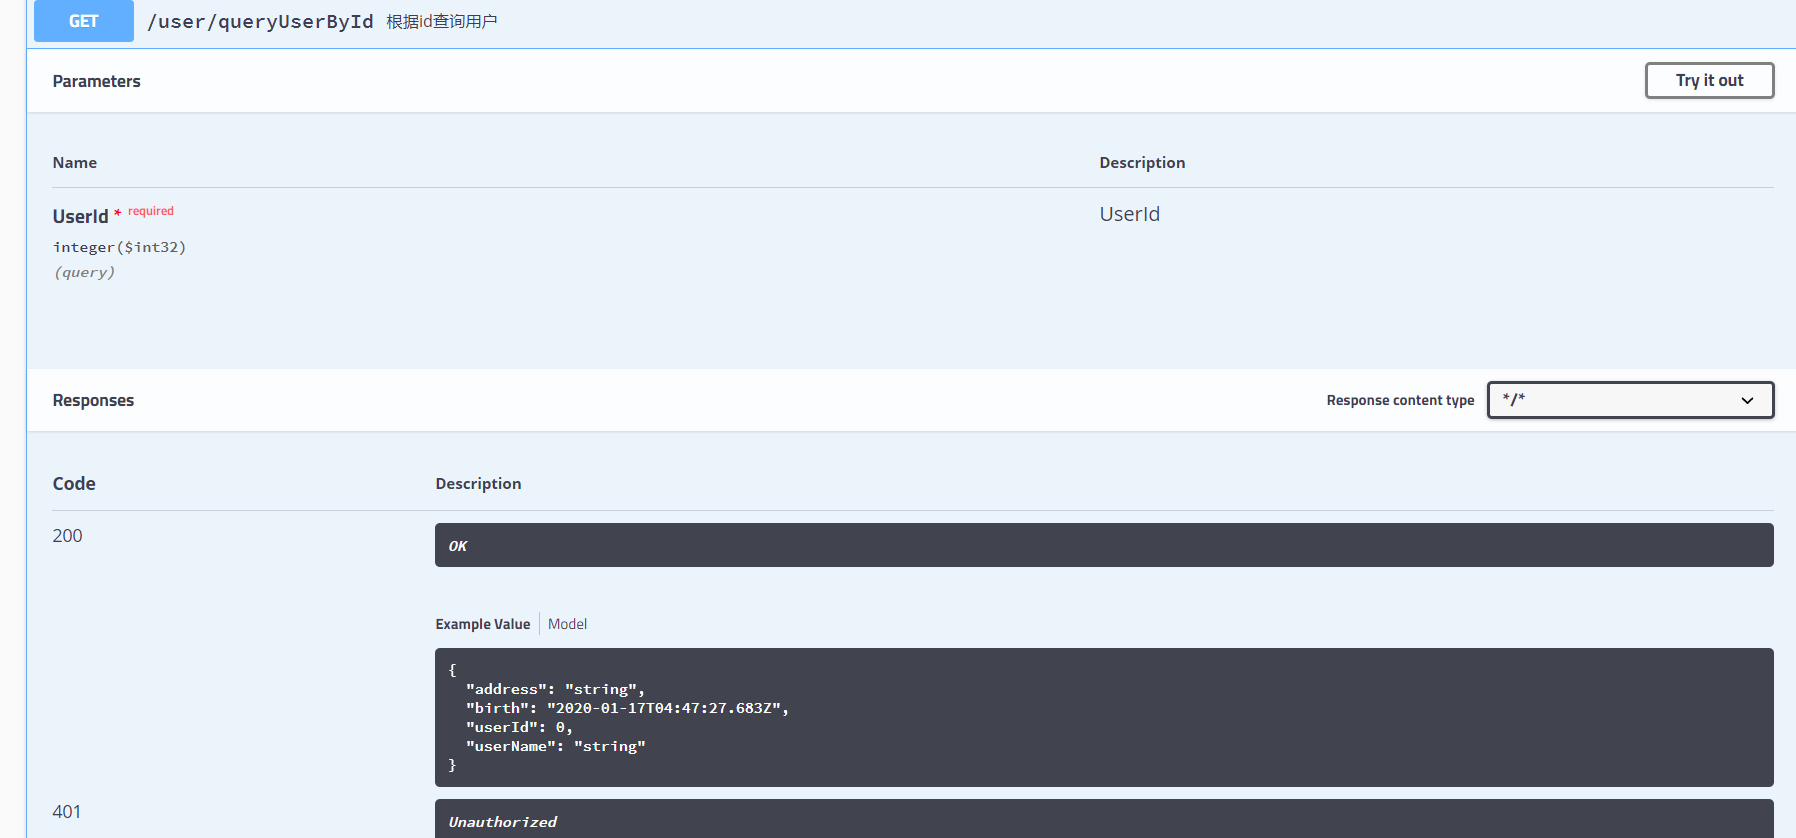 GET /user/queryUserById 根据id查询用户
Parameters Try it out
Name Description
UserId * required UserId
integer($int32)
(query)
Responses Response content type */*
Code Description
200 OK
Example Value Model
{
"address": "string",
"birth": "2020-01-17T04:47:27.683Z",
"userId": 0,
"userName": "string"
}
401 Unauthorized